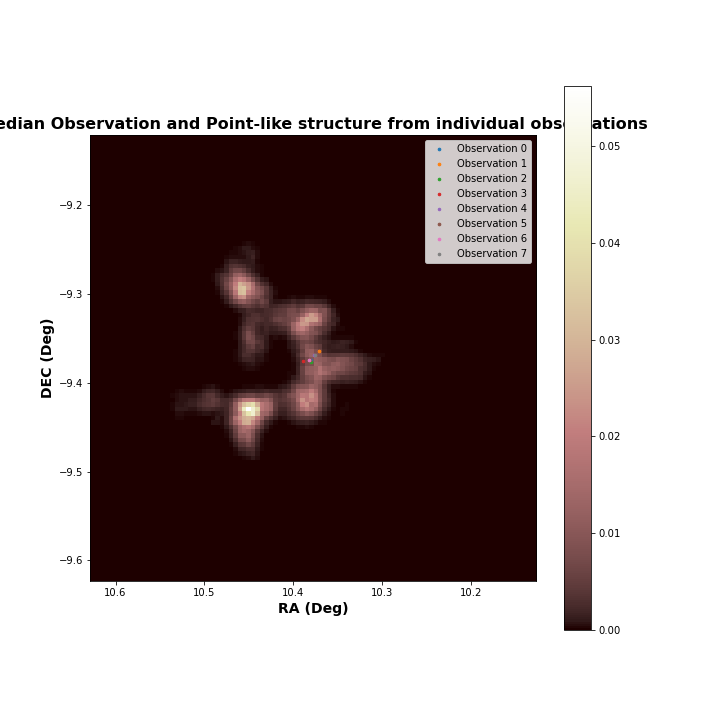 edian Observation and Point-like structure from individual obse ations
Observation 0
Observation 1
Observation 2
Observation 3
Observation 4
Observation 5
Observation 6
Observation 7
0.05
0.04
0.03
0.02
0.01
0.00
−9.2
−9.3
−9.4
−9.5
−9.6
DEC (Deg)
10.6 10.5 10.4 10.3 10.2
RA (Deg)